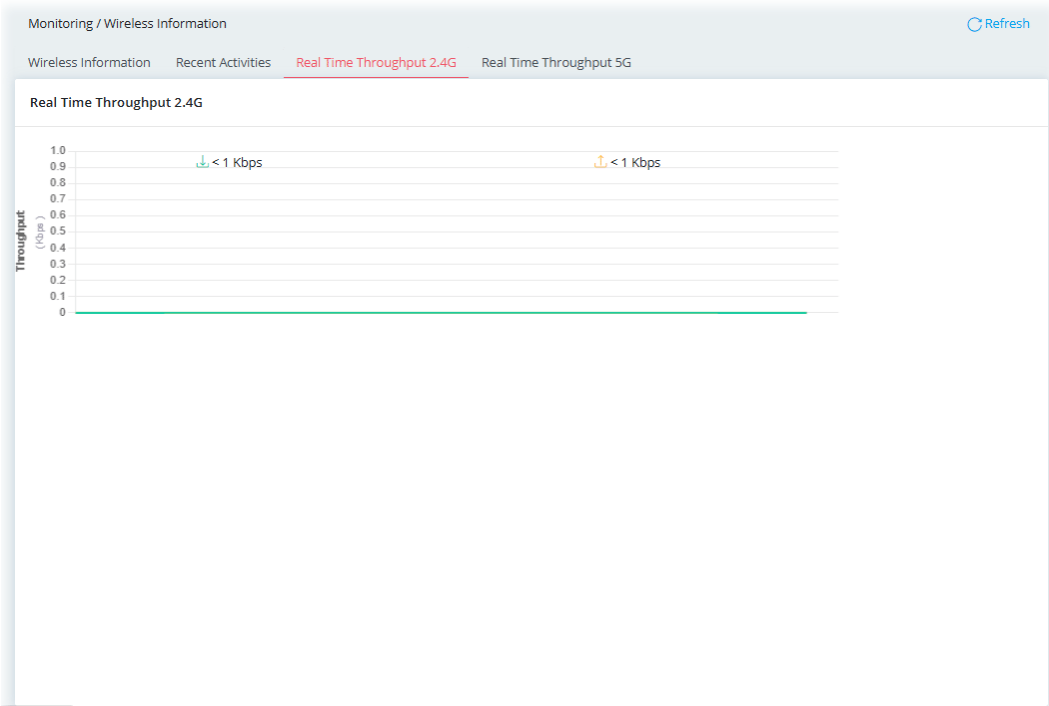 Monitoring / Wireless Information
Refresh
Wireless Information Recent Activities Real Time Throughput 2.4G Real Time Throughput 5G
Real Time Throughput 2.4G
< 1 Kbps < 1 Kbps
1.0
0.9
0.8
0.7
0.6
0.5
0.4
0.3
0.2
0.1
0
Throughput
(Kbps)